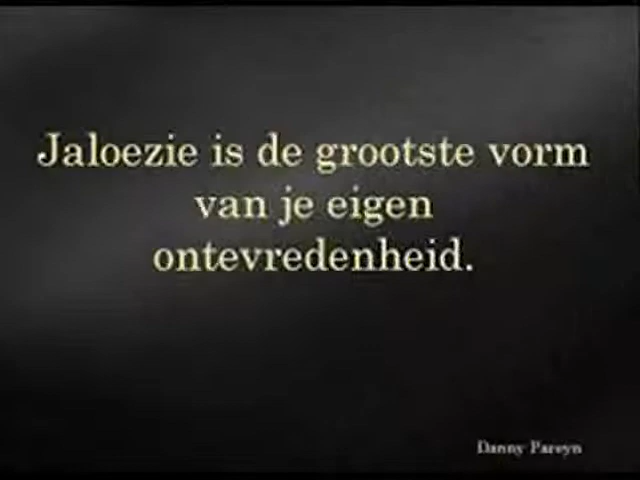 Jaloezie is de grootste vorm
van je eigen
ontevredenheid.
Danny Pareyn